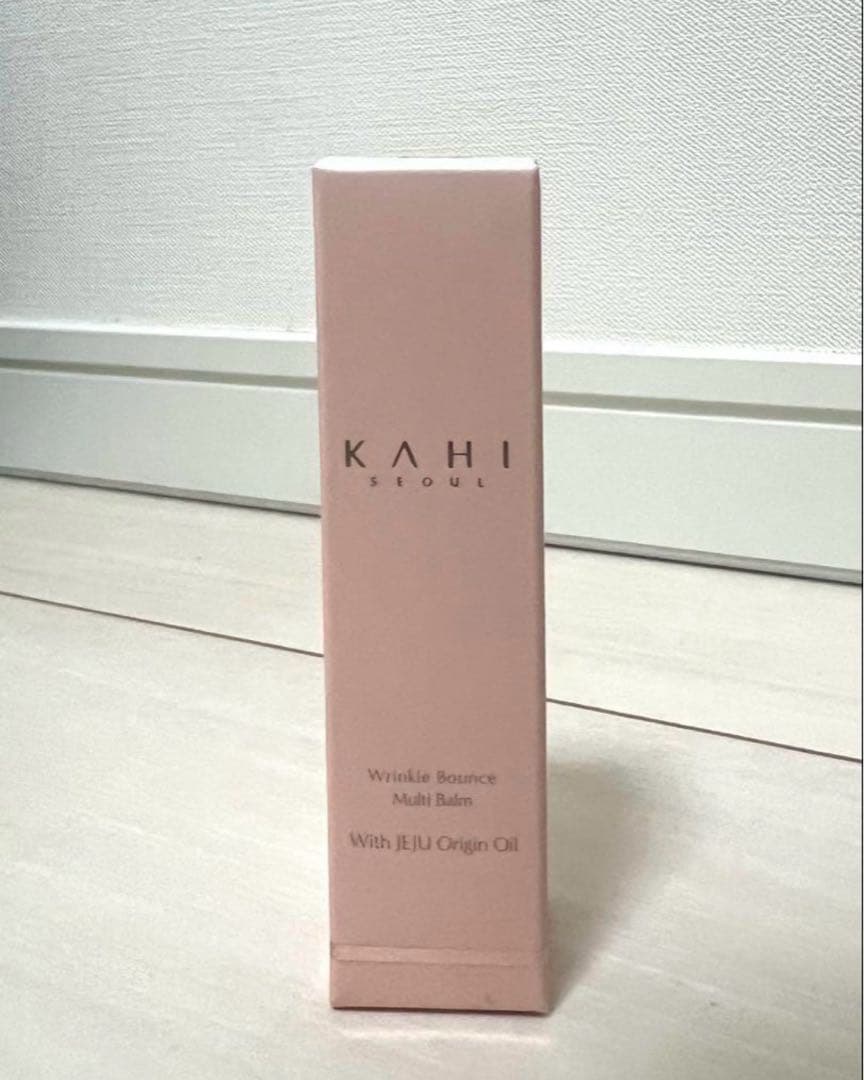 KAHI
SEOUL
Wrinkle Bounce
Multi Balm
With JEJU Origin Oil